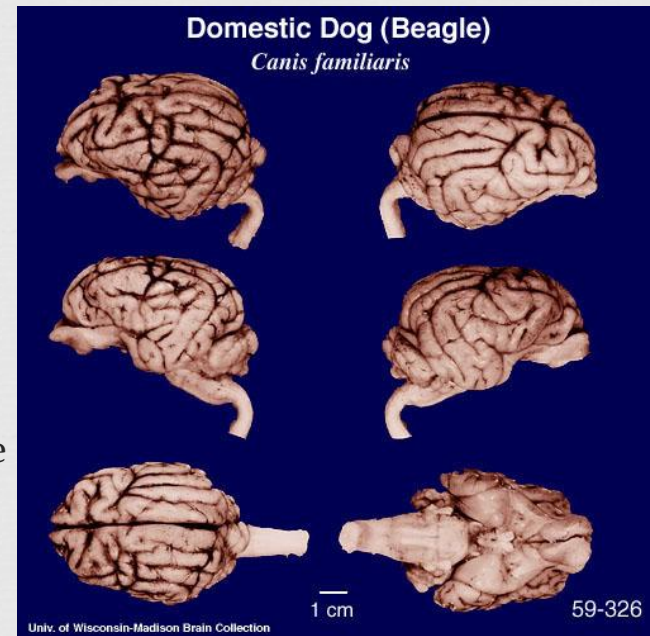 Domestic Dog (Beagle)
Canis familiaris
e
1 cm
59-326
Univ. of Wisconsin-Madison Brain Collection